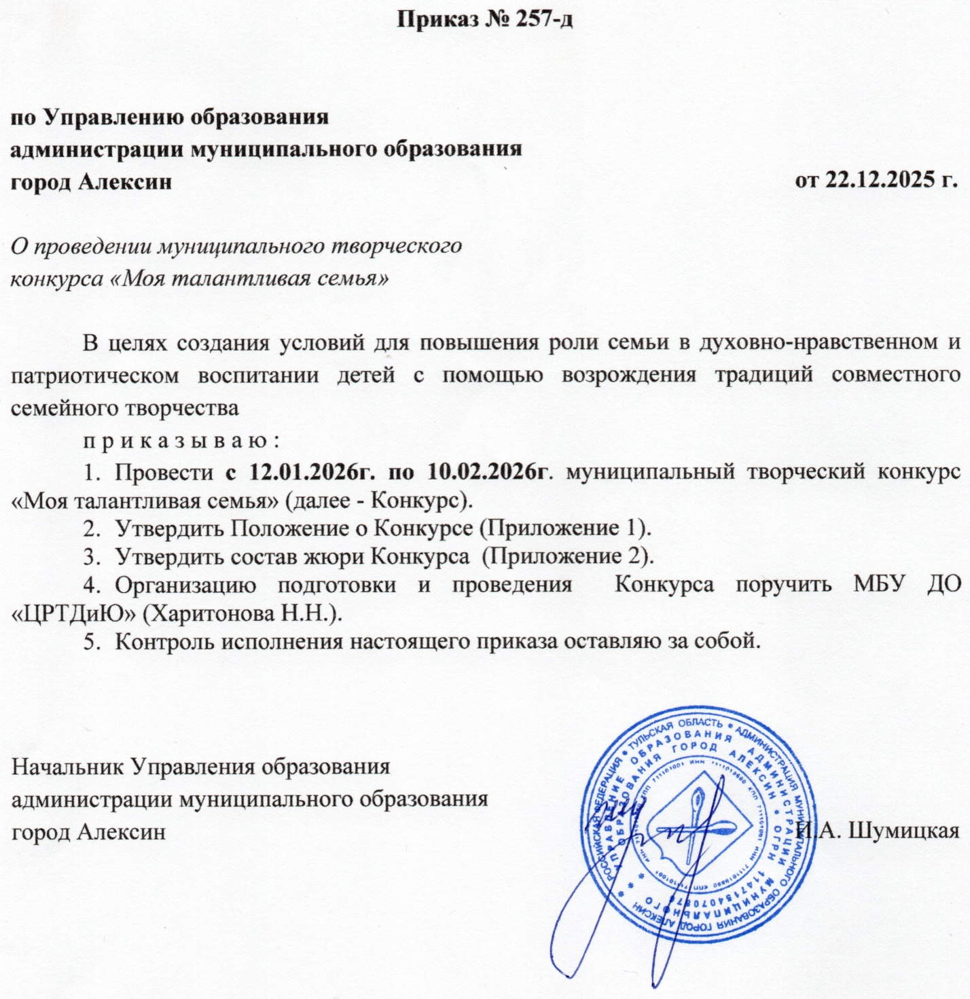 Приказ № 257-д
по Управлению образования
администрации муниципального образования
город Алексин
от 22.12.2025 г.
О проведении муниципального творческого
конкурса «Моя талантливая семья»
В целях создания условий для повышения роли семьи в духовно-нравственном и
патриотическом воспитании детей с помощью возрождения традиций совместного
семейного творчества
п р и к а з ы в а ю :
1. Провести с 12.01.2026г. по 10.02.2026г. муниципальный творческий конкурс
«Моя талантливая семья» (далее - Конкурс).
2. Утвердить Положение о Конкурсе (Приложение 1).
3. Утвердить состав жюри Конкурса (Приложение 2).
4. Организацию подготовки и проведения Конкурса поручить МБУ ДО
«ЦРТДиЮ» (Харитонова Н.Н.).
5. Контроль исполнения настоящего приказа оставляю за собой.
Начальник Управления образования
администрации муниципального образования
город Алексин
И.А. Шумицкая
РОССИЙСКАЯ ФЕДЕРАЦИЯ * ТУЛЬСКАЯ ОБЛАСТЬ * АДМИНИСТРАЦИЯ МУНИЦИПАЛЬНОГО ОБРАЗОВАНИЯ ГОРОД АЛЕКСИН *
УПРАВЛЕНИЕ ОБРАЗОВАНИЯ АДМИНИСТРАЦИИ МУНИЦИПАЛЬНОГО
ОБРАЗОВАНИЯ ГОРОД АЛЕКСИН * ОГРН 1147154070876 *